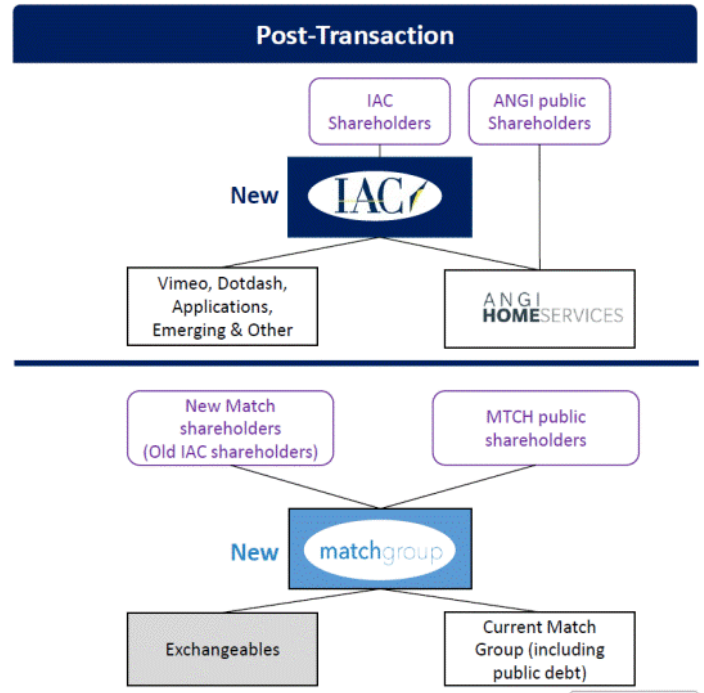 Post-Transaction
IAC
Shareholders
ANGI public
Shareholders
New
IAC
Vimeo, Dotdash,
Applications,
Emerging & Other
ANGI
HOMESERVICES
New Match
shareholders
(Old IAC shareholders)
MTCH public
shareholders
New
matchgroup
Exchangeables
Current Match
Group (including
public debt)